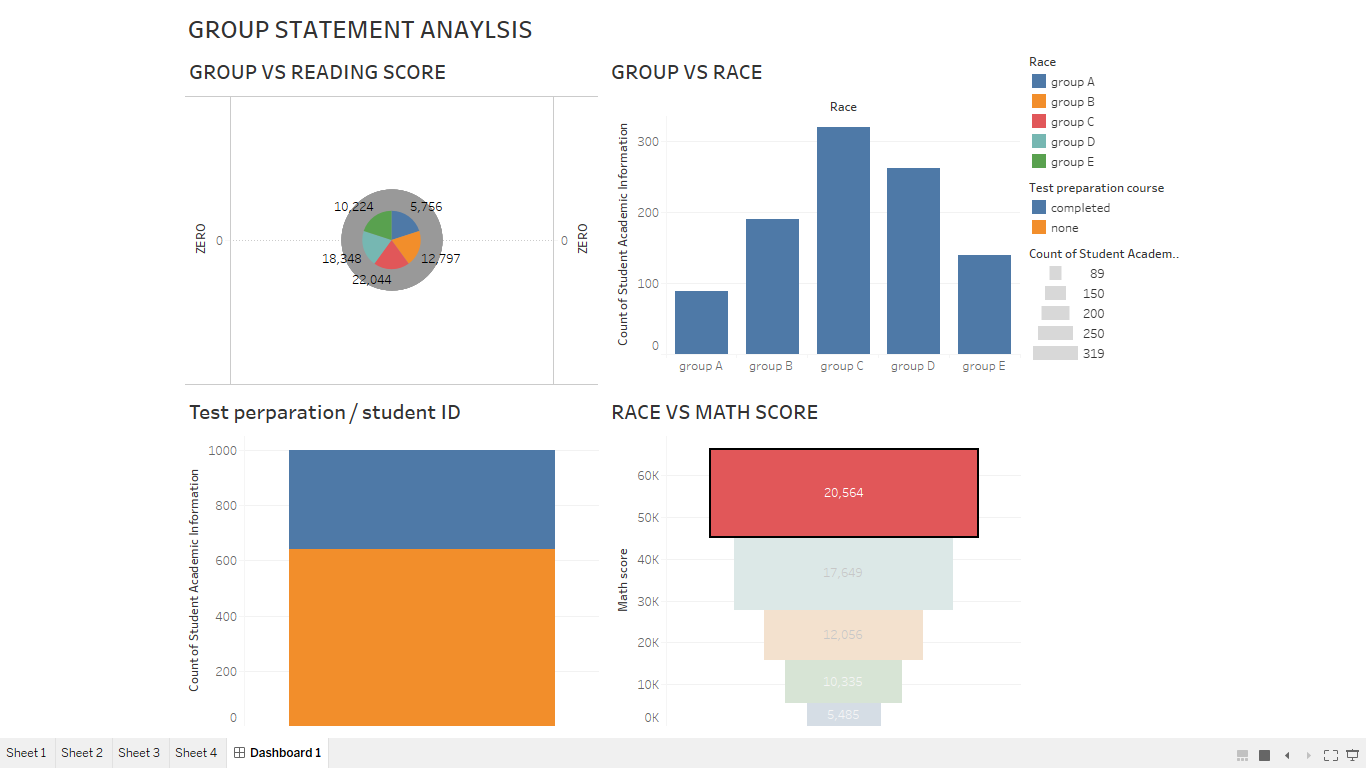 GROUP STATEMENT ANAYLSIS
GROUP VS READING SCORE
ZERO
0
10,224
5,756
18,348
12,797
22,044
0
ZERO
GROUP VS RACE
Race
Count of Student Academic Information
300
200
100
0
group A
group B
group C
group D
group E
Race
group A
group B
group C
group D
group E
Test preparation course
completed
none
Count of Student Academ..
89
150
200
250
319
Test perparation / student ID
Count of Student Academic Information
1000
800
600
400
200
0
RACE VS MATH SCORE
Math score
60K
50K
40K
30K
20K
10K
0K
20,564
17,649
12,056
10,335
5,485
Sheet 1
Sheet 2
Sheet 3
Sheet 4
Dashboard 1